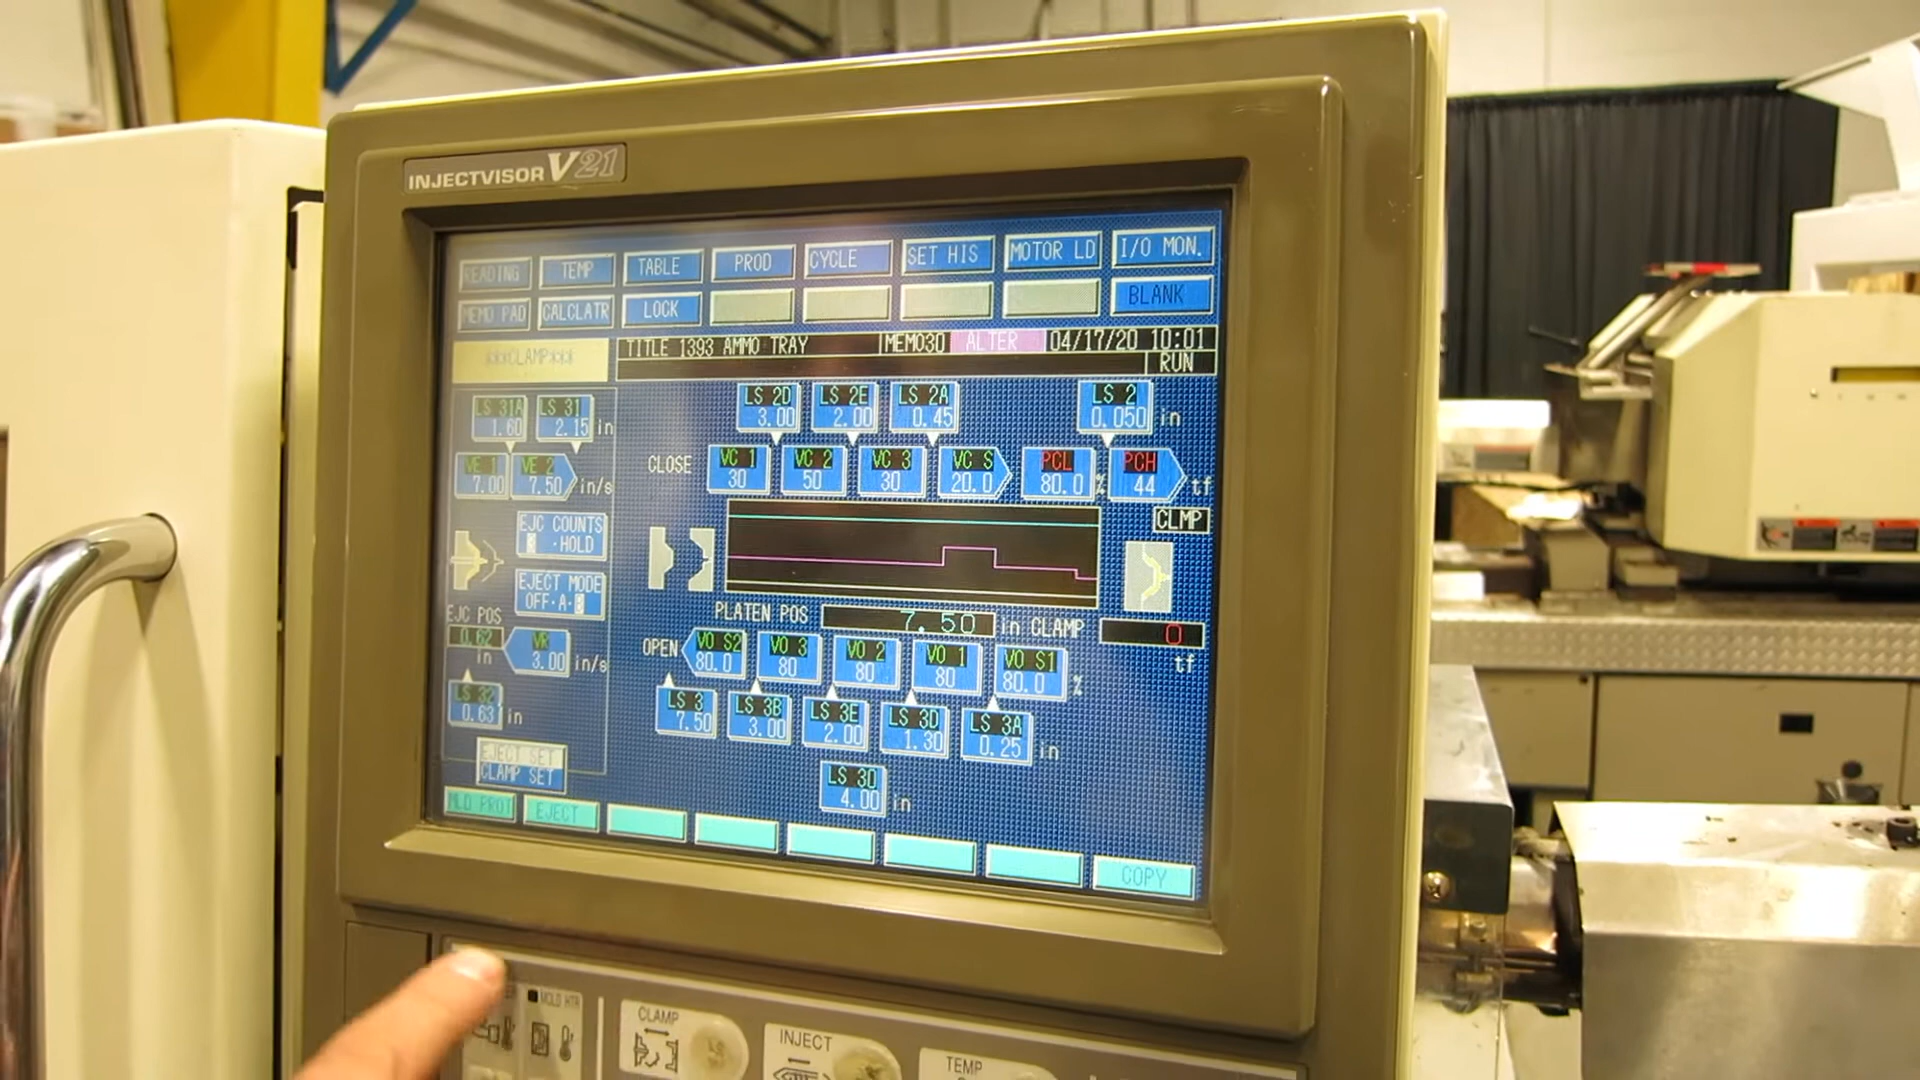 INJECTVISOR V21
READING TEMP TABLE PROD CYCLE SET HIS MOTOR LD I/O MON.
MEMO PAD CALCLATR LOCK BLANK
***CLAMP*** TITLE 1393 AMMO TRAY MEM030 ALTER 04/17/20 10:01
RUN
LS 31A LS 31 LS 2D LS 2E LS 2A LS 2
1.60 2.15 in 3.00 2.00 0.45 0.050 in
VE 1 VE 2 CLOSE VC 1 VC 2 VC 3 VC S PCL PCH
7.00 7.50 in/s 30 50 30 20.0 80.0 % 44 tf
EJC COUNTS CLMP
·HOLD
EJECT MODE
OFF·A·B
EJC POS PLATEN POS 7.50 in CLAMP 0
tf
0.62 VR OPEN VO S2 VO 3 VO 2 VO 1 VO S1
in 3.00 in/s 80.0 80 80 80 80.0 %
LS 32 LS 3 LS 3B LS 3E LS 3D LS 3A
0.63 in 7.50 3.00 2.00 1.30 0.25 in
EJECT SET
CLAMP SET LS 30
4.00 in
MLD PROT EJECT COPY
MOLD HTR CLAMP INJECT TEMP